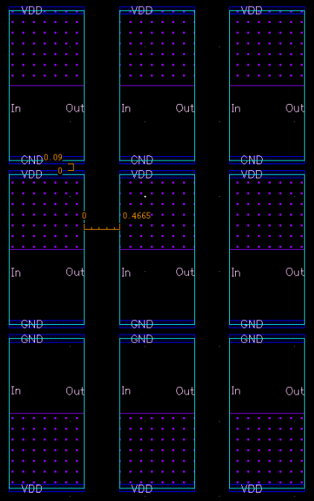 VDD VDD VDD
In Out In Out In Out
GND 0.09 GND GND
0
VDD VDD VDD
0 0.4665
In Out In Out In Out
GND GND GND
GND GND GND
In Out In Out In Out
VDD VDD VDD